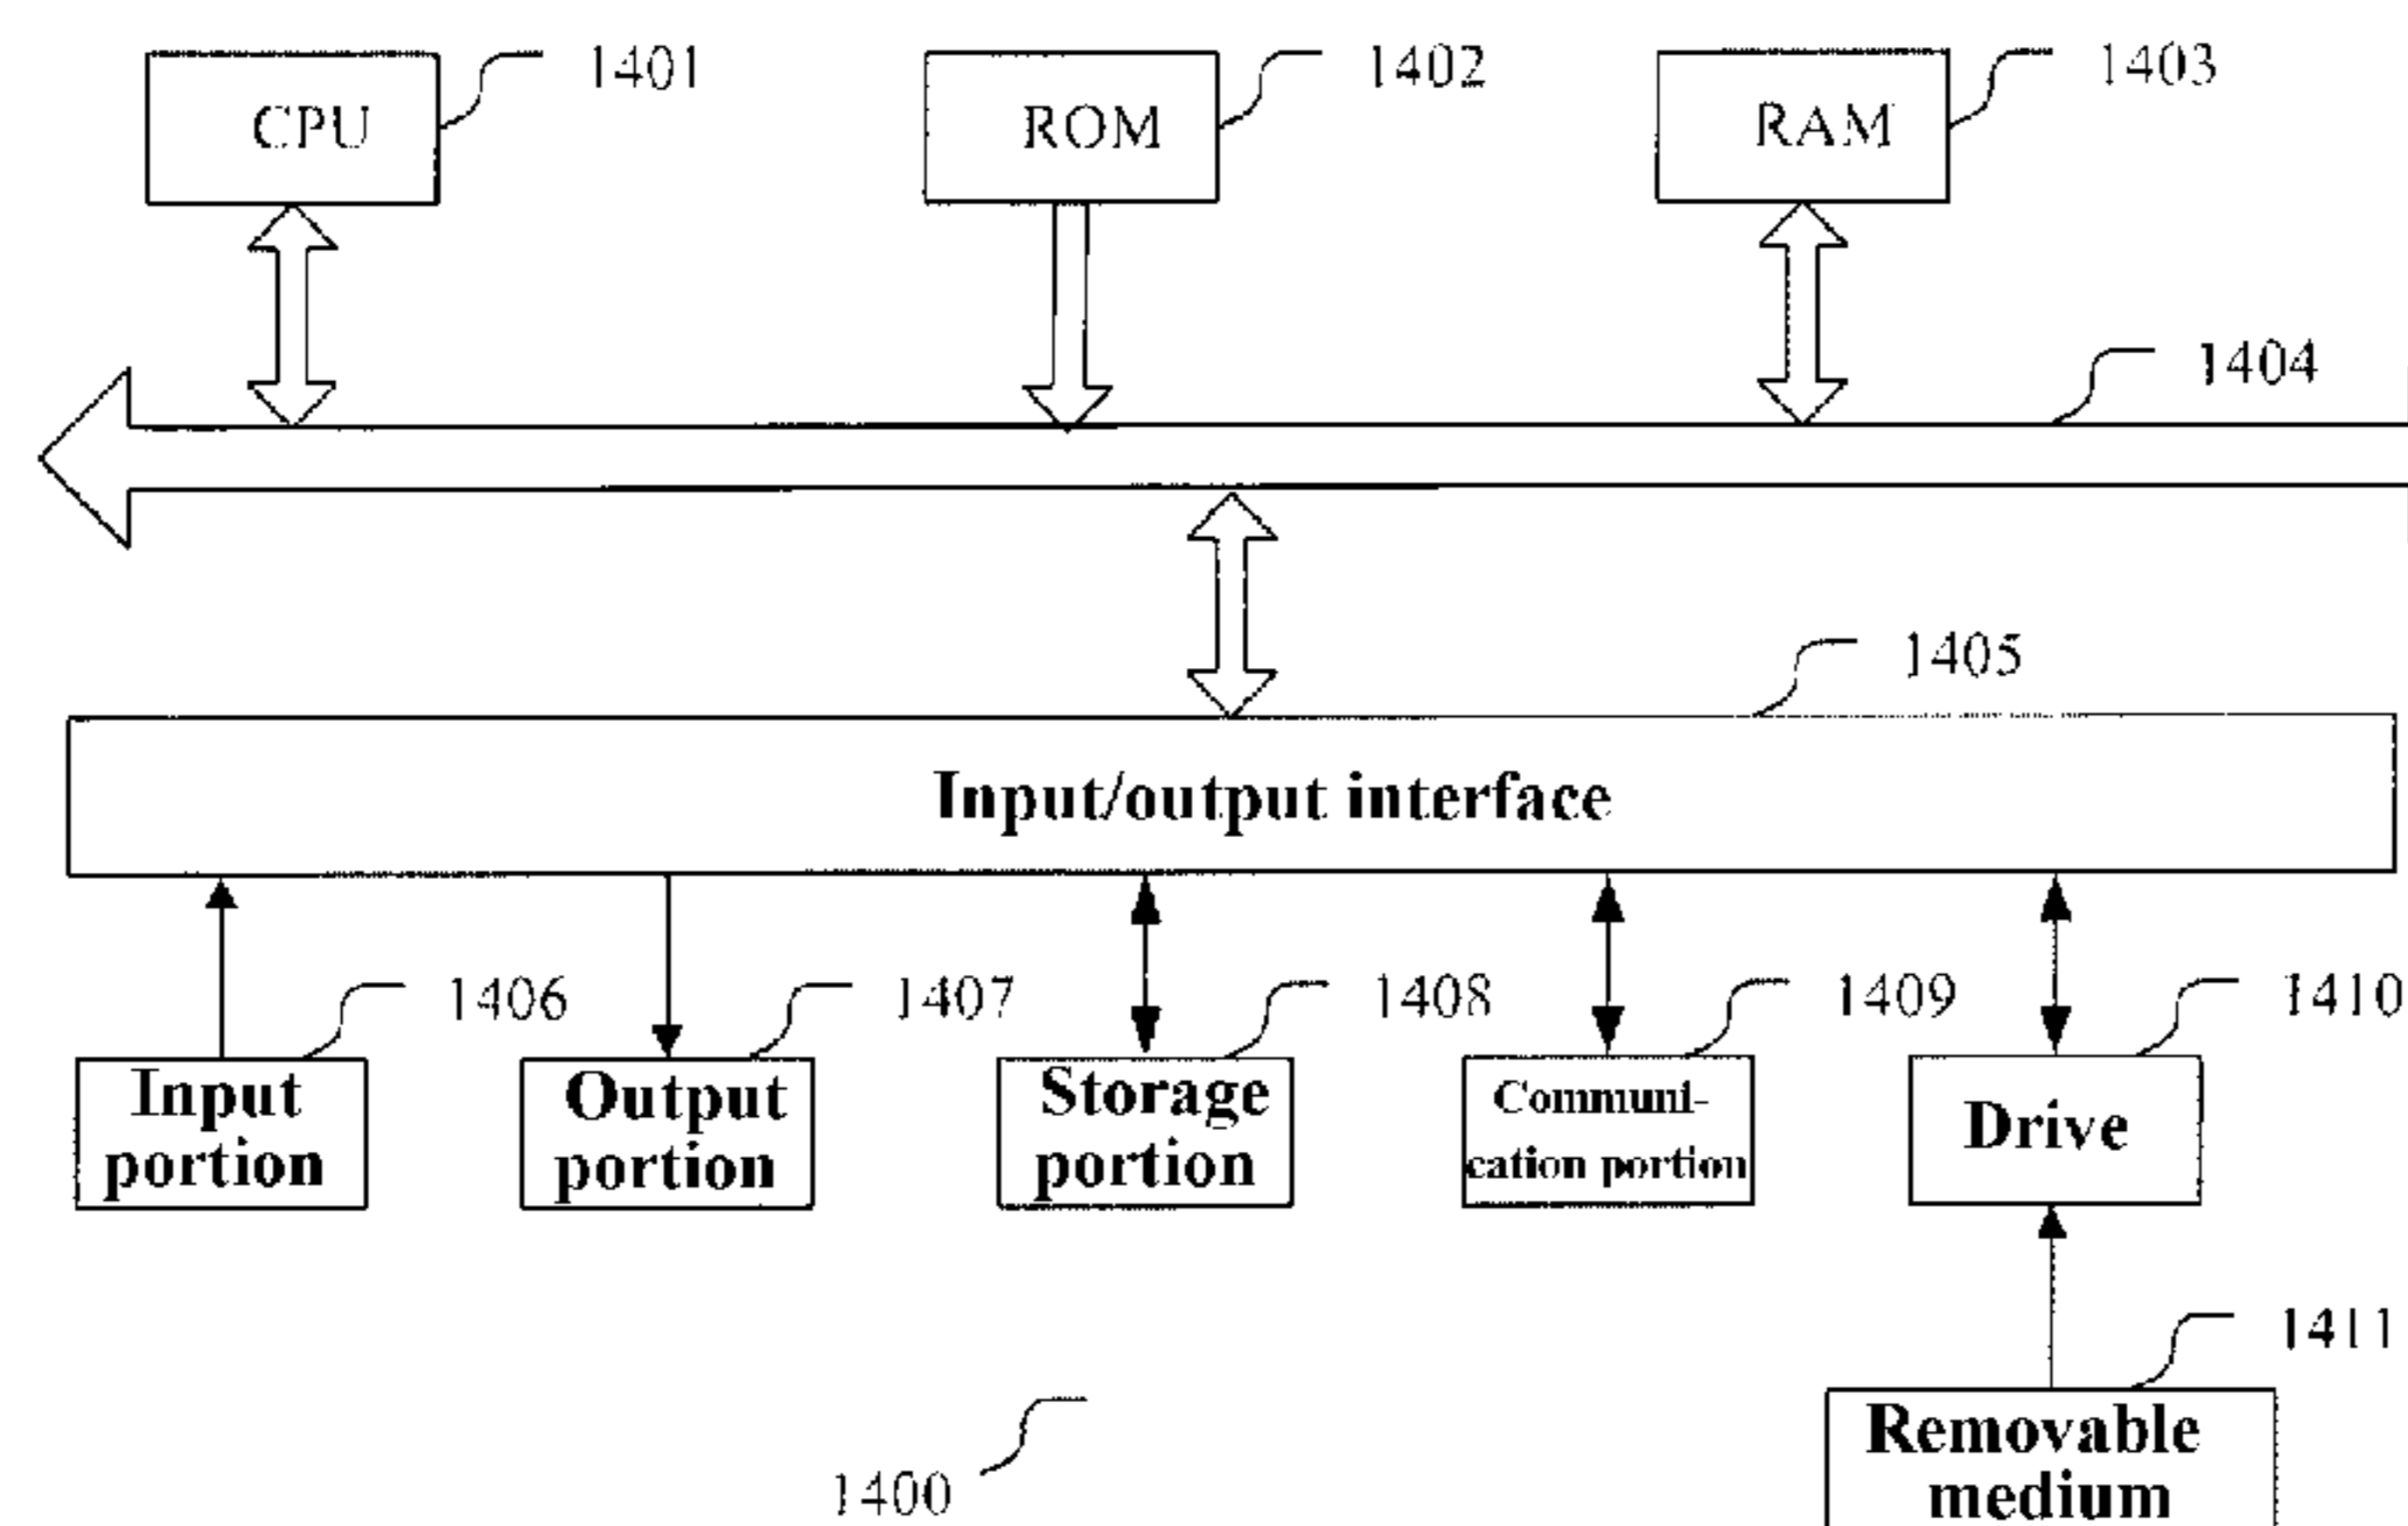 1401
1402
1403
CPU
ROM
RAM
1404
1405
Input/output interface
1406
1407
1408
1409
1410
Input
portion
Output
portion
Storage
portion
Communi-
cation portion
Drive
1411
Removable
medium
1400